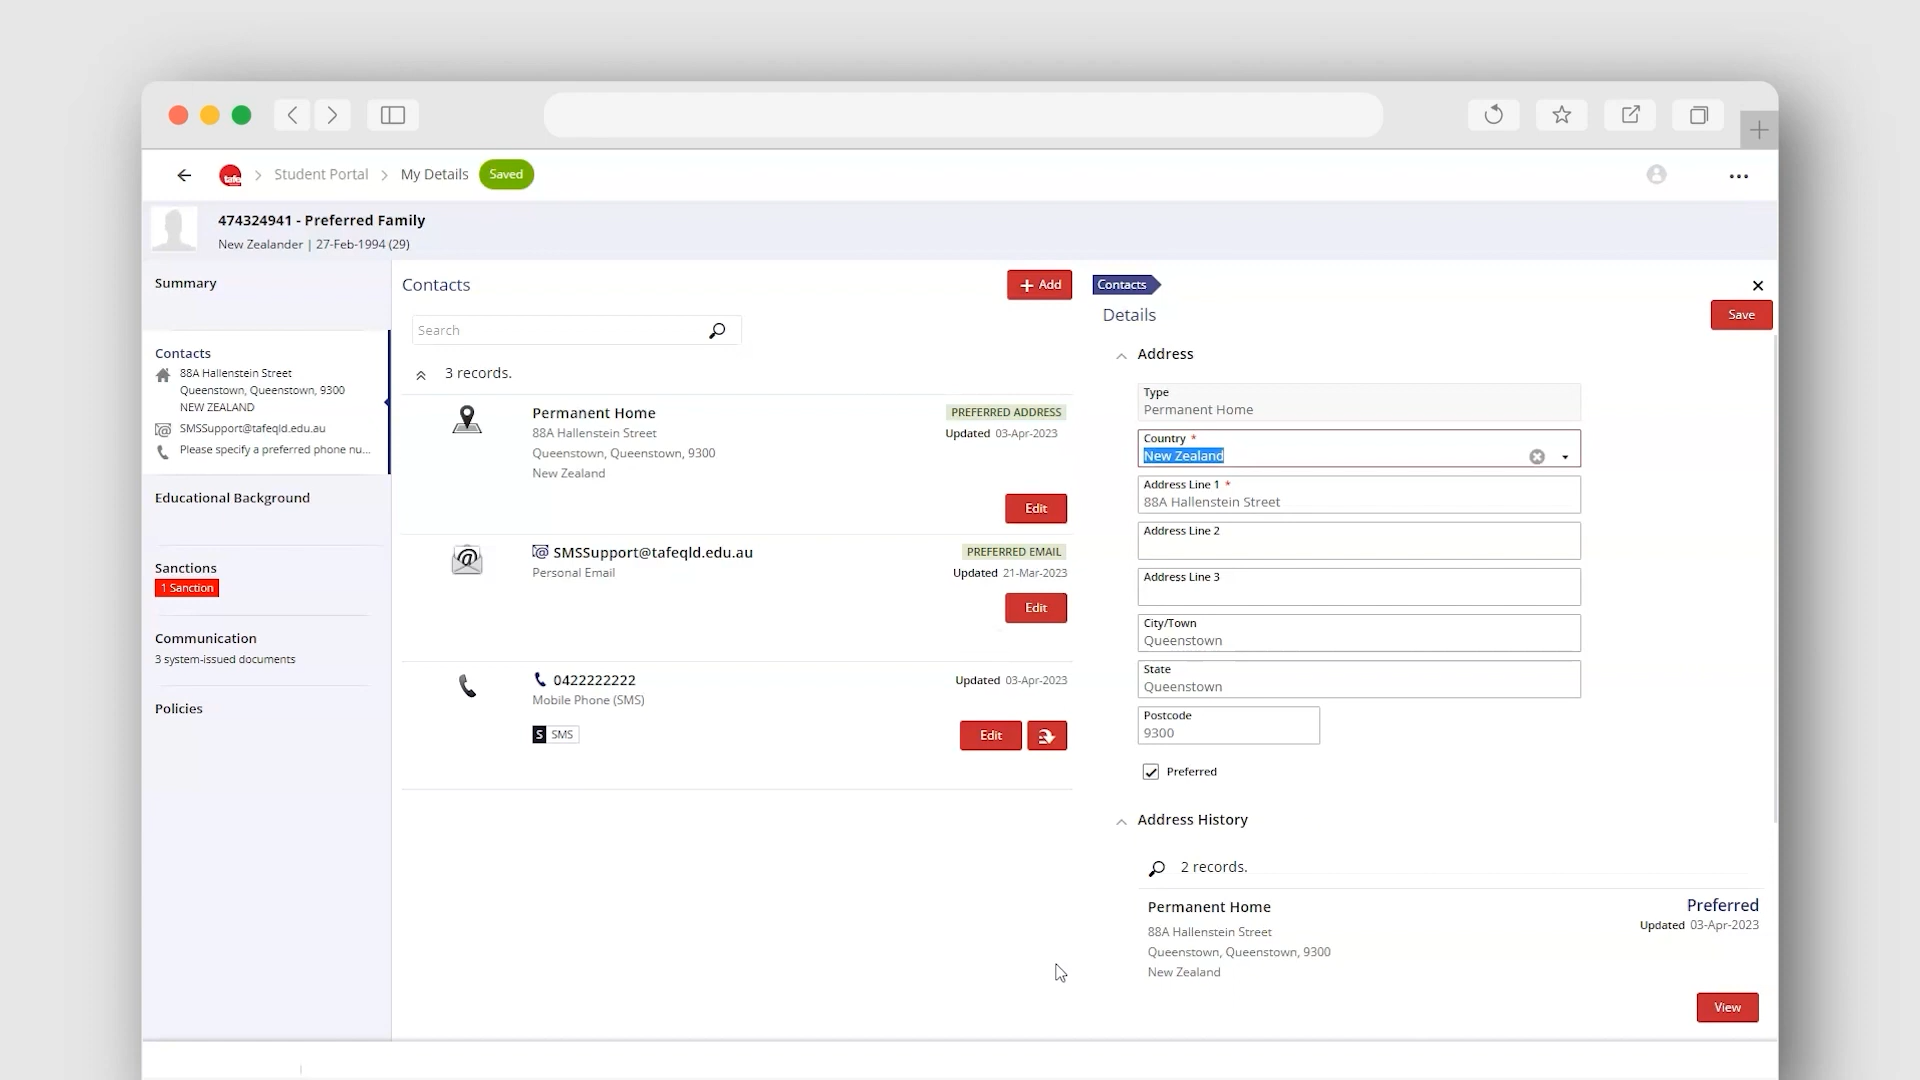 tafe
Student Portal
My Details
Saved
474324941 - Preferred Family
New Zealander | 27-Feb-1994 (29)
Summary
Contacts
88A Hallenstein Street
Queenstown, Queenstown, 9300
NEW ZEALAND
SMSSupport@tafeqld.edu.au
Please specify a preferred phone nu...
Educational Background
Sanctions
1 Sanction
Communication
3 system-issued documents
Policies
Contacts
Add
Search
3 records.
Permanent Home
PREFERRED ADDRESS
88A Hallenstein Street
Updated 03-Apr-2023
Queenstown, Queenstown, 9300
New Zealand
Edit
SMSSupport@tafeqld.edu.au
PREFERRED EMAIL
Personal Email
Updated 21-Mar-2023
Edit
0422222222
Updated 03-Apr-2023
Mobile Phone (SMS)
S SMS
Edit
Contacts
Details
Save
Address
Type
Permanent Home
Country *
New Zealand
Address Line 1 *
88A Hallenstein Street
Address Line 2
Address Line 3
City/Town
Queenstown
State
Queenstown
Postcode
9300
Preferred
Address History
2 records.
Permanent Home
Preferred
Updated 03-Apr-2023
88A Hallenstein Street
Queenstown, Queenstown, 9300
New Zealand
View